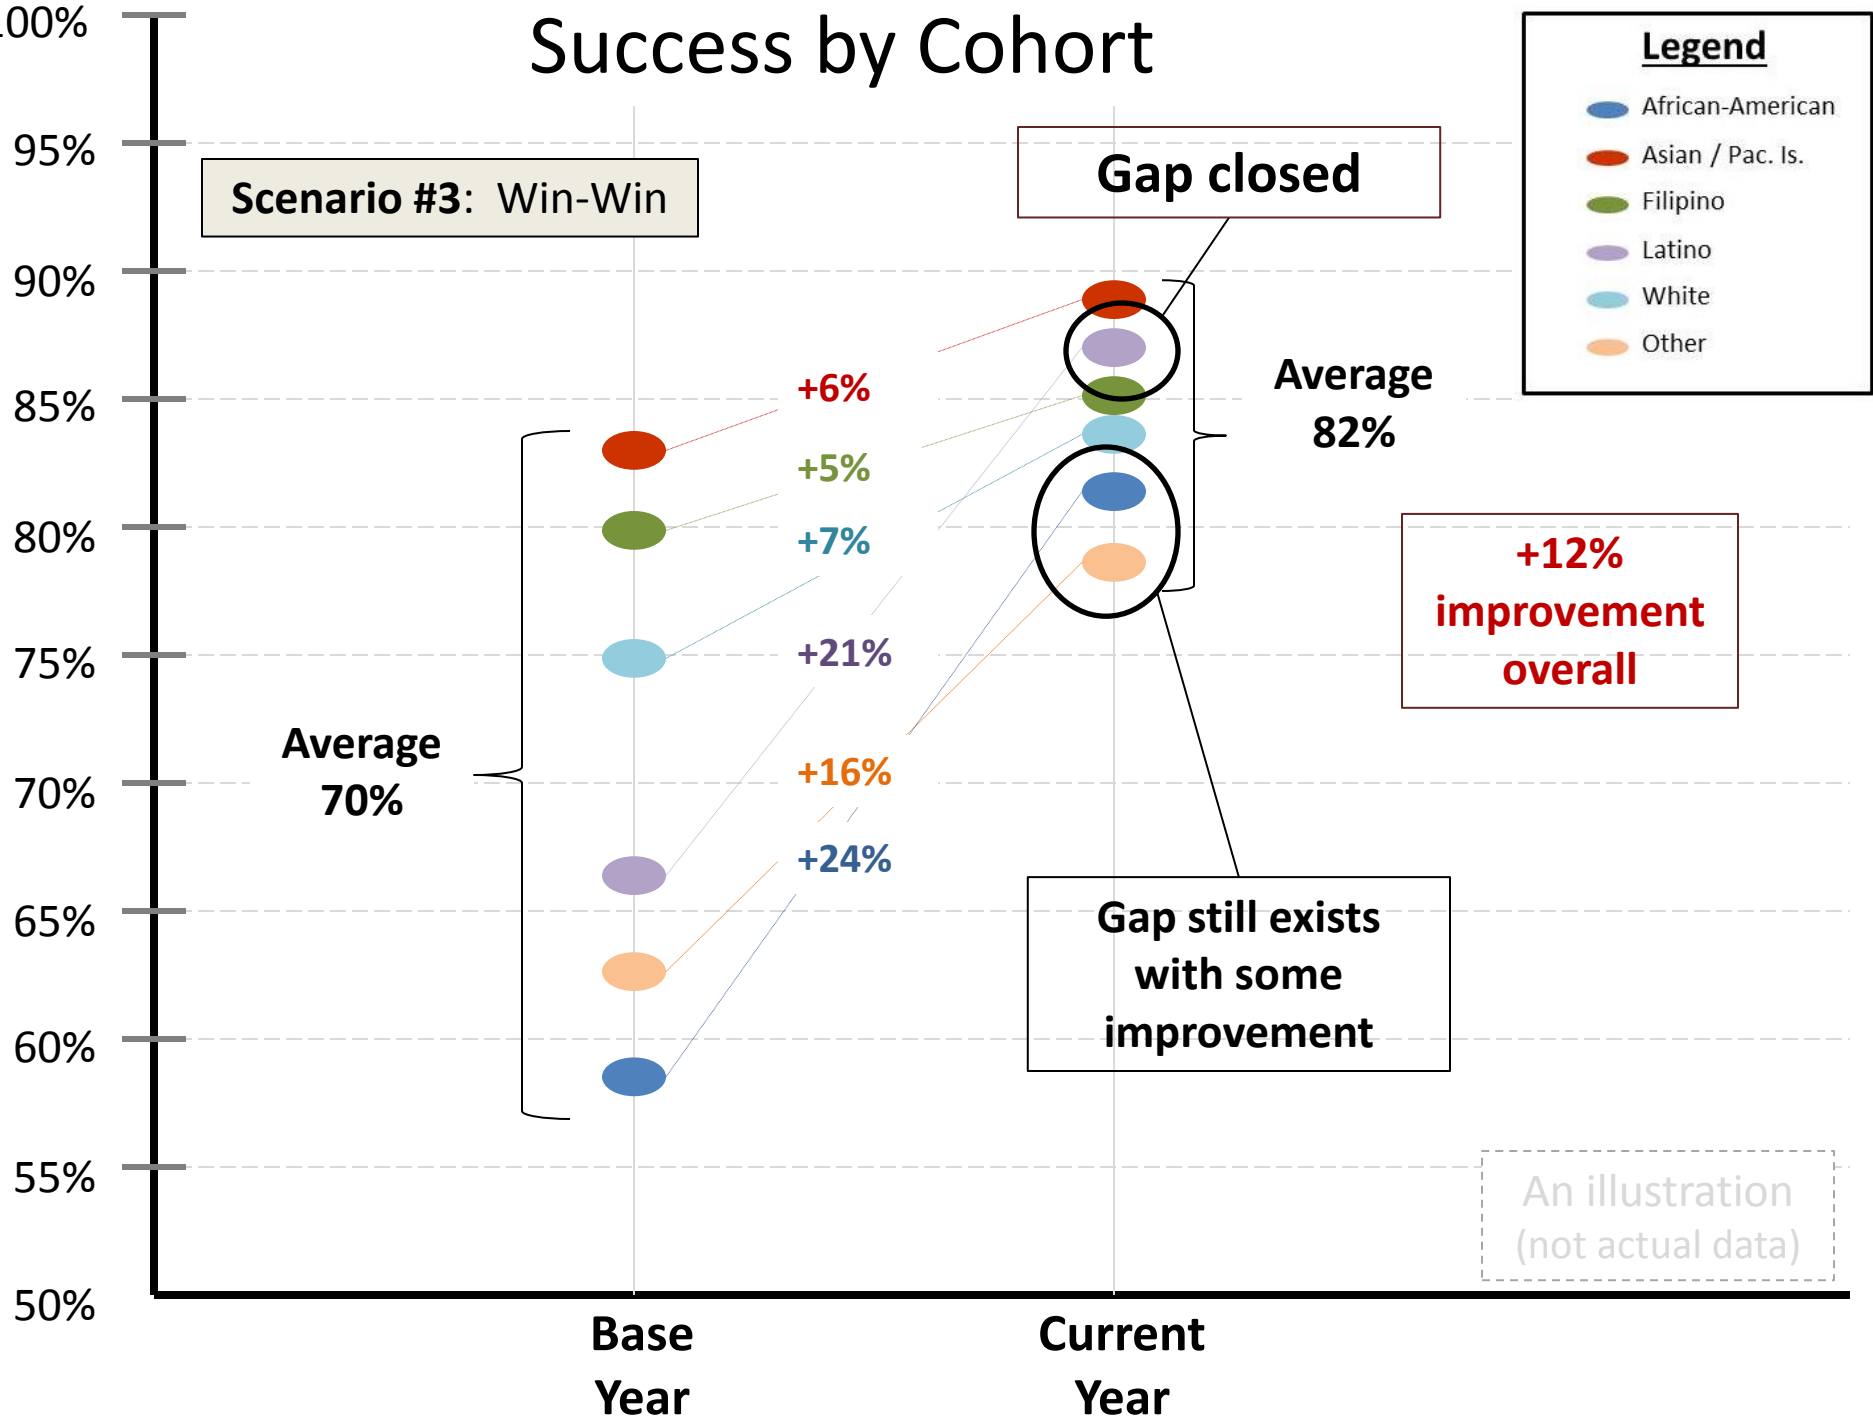 Success by Cohort
Scenario #3:  Win-Win
Gap closed
Legend
African-American
Asian / Pac. Is.
Filipino
Latino
White
Other
100%
95%
90%
85%
80%
75%
70%
65%
60%
55%
50%
+6%
+5%
+7%
+21%
+16%
+24%
Average
70%
Average
82%
+12%
improvement
overall
Gap still exists
with some
improvement
An illustration
(not actual data)
Base
Year
Current
Year